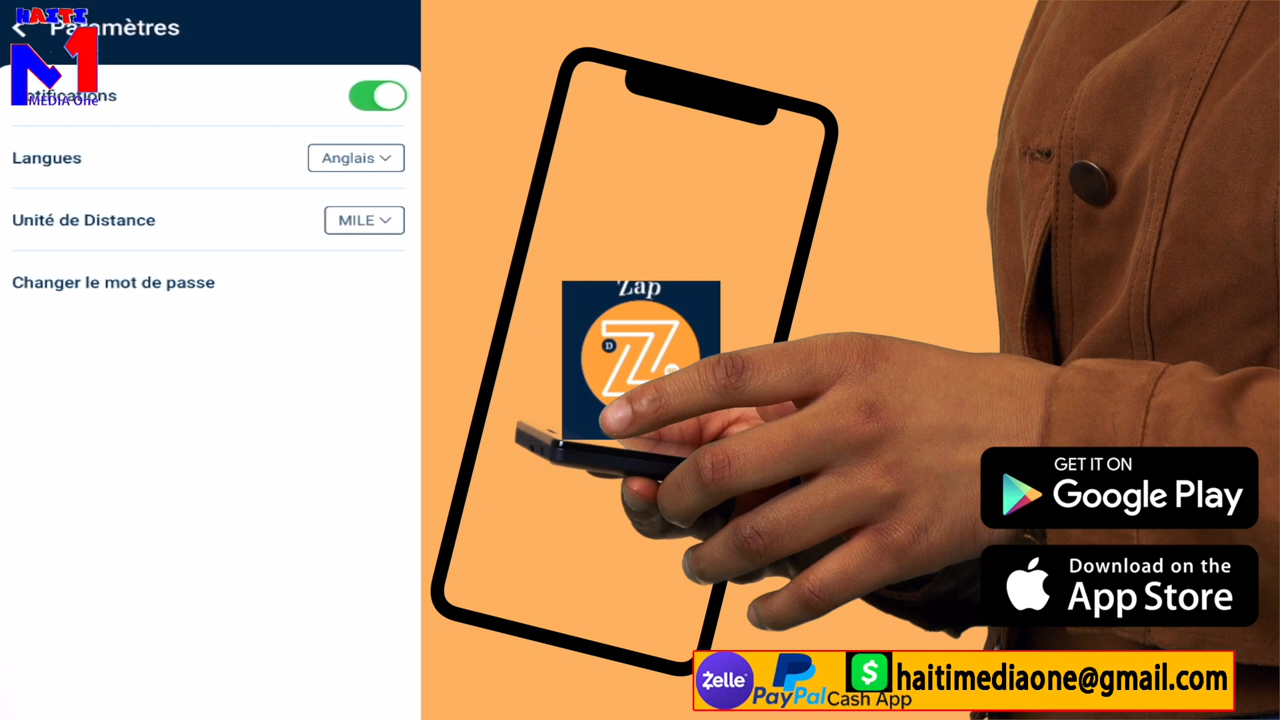 HAITI
Paramètres
M1
MEDIA One
Notifications
Langues
Anglais
Unité de Distance
MILE
Changer le mot de passe
Zap
D
GET IT ON
Google Play
Download on the
App Store
Zelle
PayPal
$
Cash App
haitimediaone@gmail.com